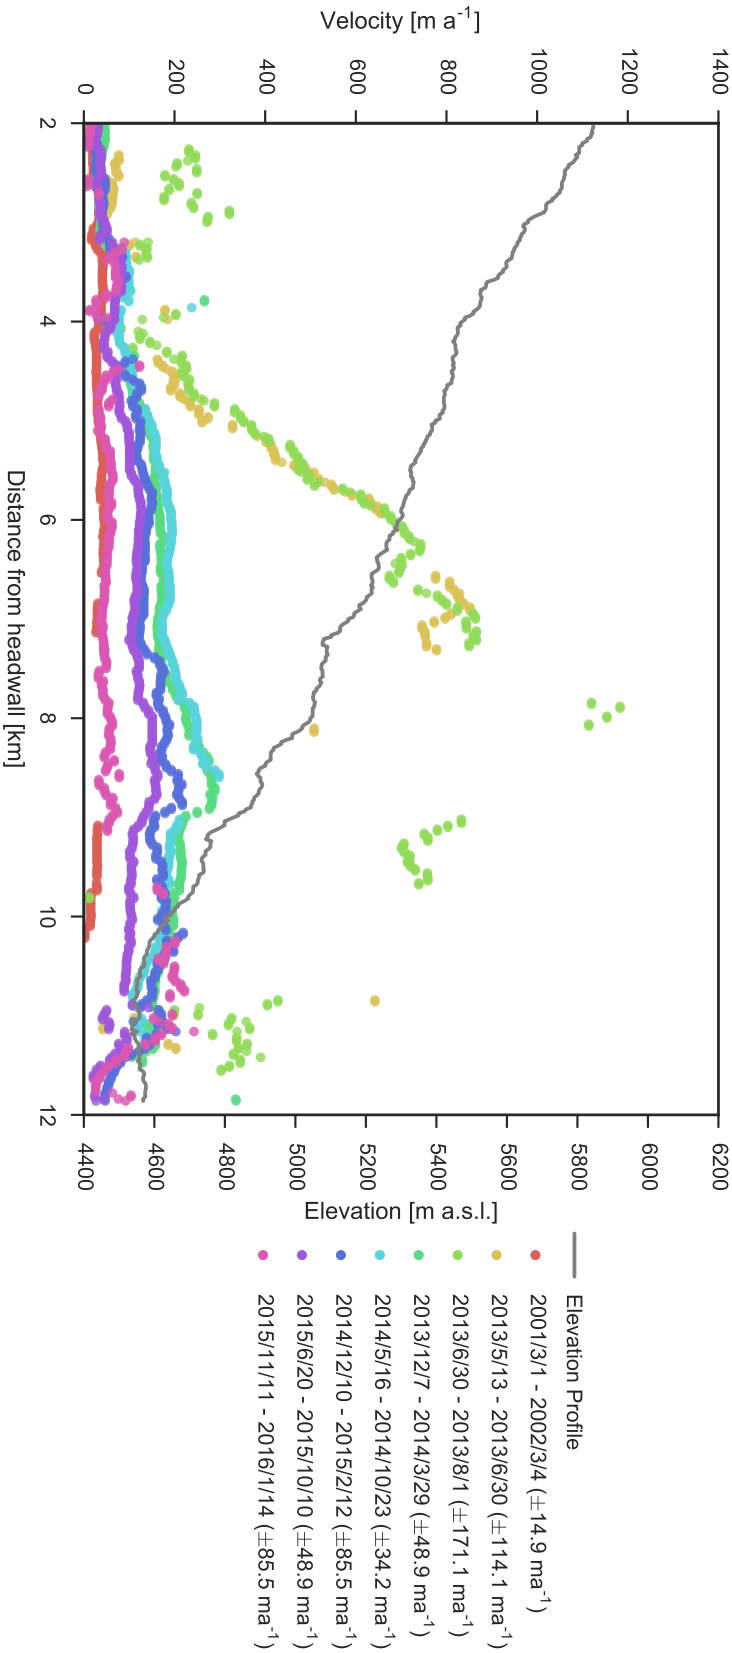 Velocity [m a-1]
0 200 400 600 800 1000 1200 1400
2
4
6
8
10
12
Distance from headwall [km]
4400 4600 4800 5000 5200 5400 5600 5800 6000 6200
Elevation [m a.s.l.]
Elevation Profile
2001/3/1 - 2002/3/4 (±14.9 ma-1)
2013/5/13 - 2013/6/30 (±114.1 ma-1)
2013/6/30 - 2013/8/1 (±171.1 ma-1)
2013/12/7 - 2014/3/29 (±48.9 ma-1)
2014/5/16 - 2014/10/23 (±34.2 ma-1)
2014/12/10 - 2015/2/12 (±85.5 ma-1)
2015/6/20 - 2015/10/10 (±48.9 ma-1)
2015/11/11 - 2016/1/14 (±85.5 ma-1)